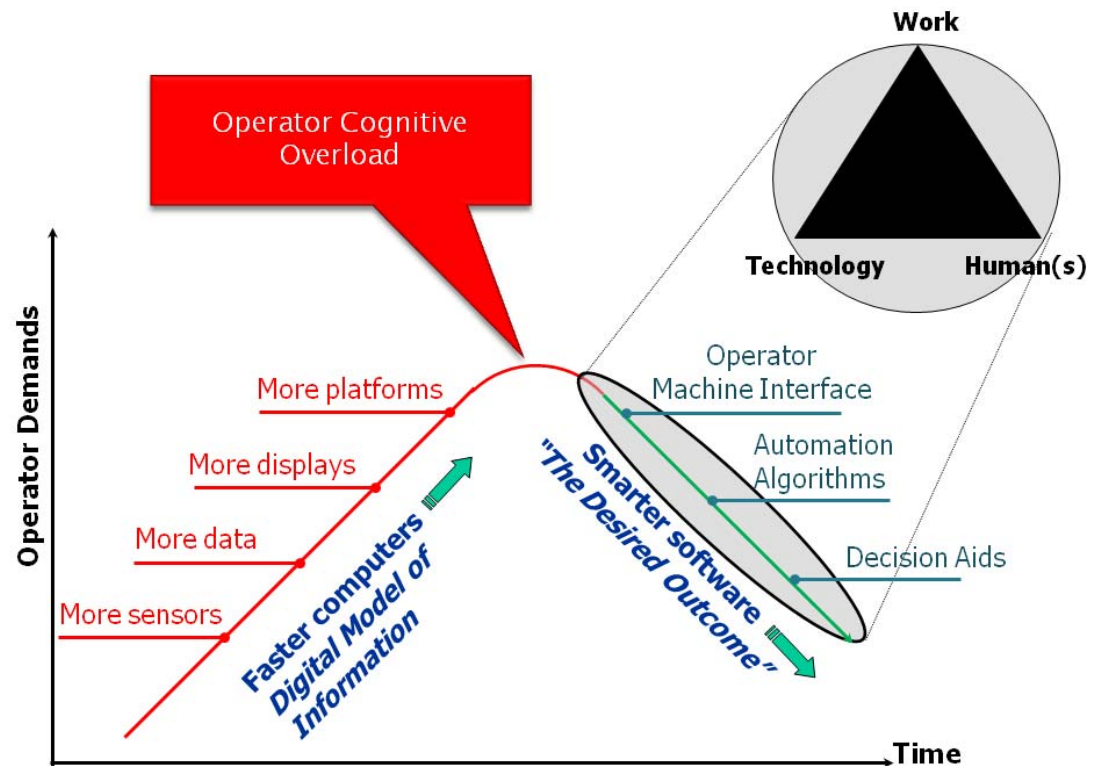 Work
Operator Cognitive
Overload
Technology
Human(s)
Operator Demands
More platforms
More displays
More data
More sensors
Faster computers
Digital Model of
Information
Smarter software
"The Desired Outcome"
Operator
Machine Interface
Automation
Algorithms
Decision Aids
Time